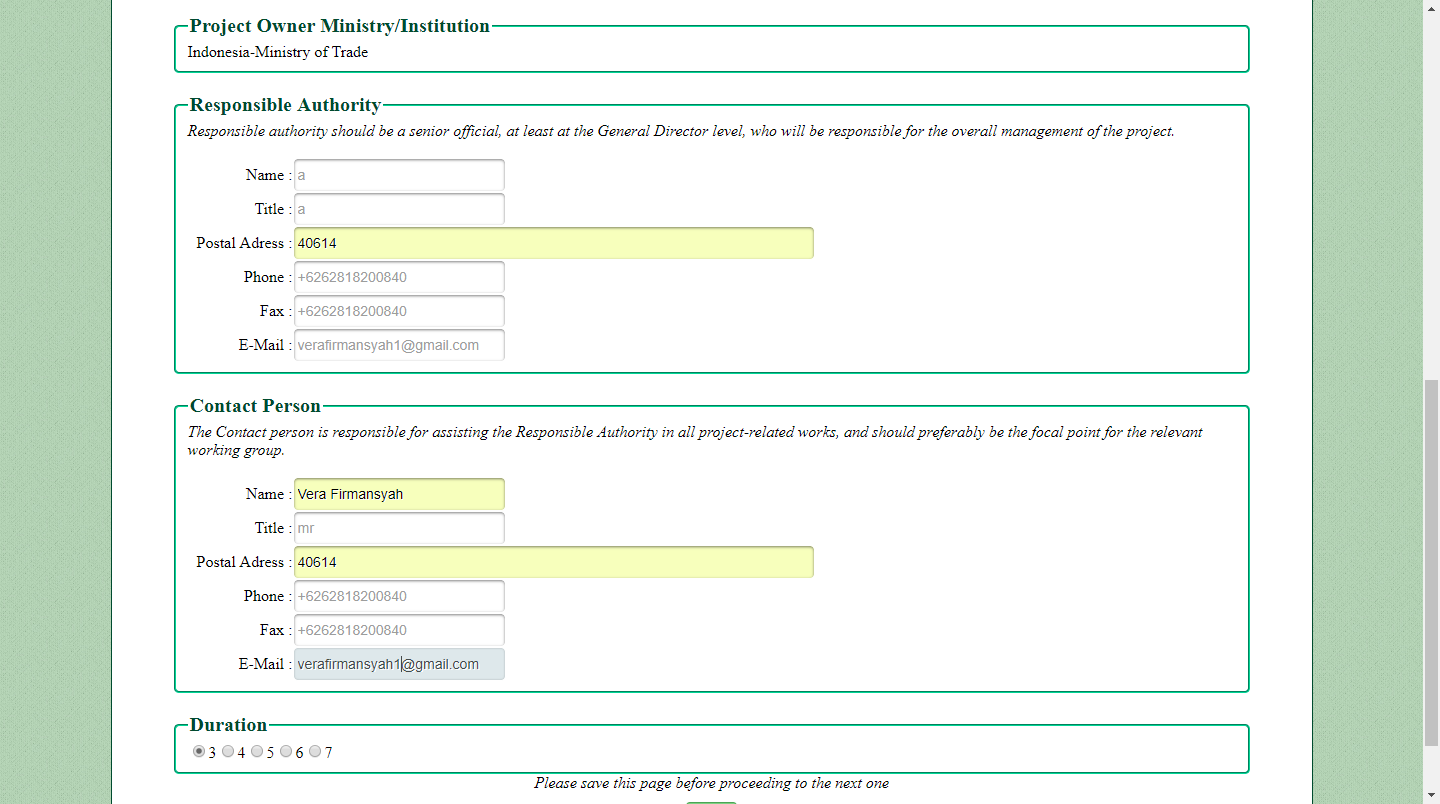 Project Owner Ministry/Institution
Indonesia-Ministry of Trade
Responsible Authority
Responsible authority should be a senior official, at least at the General Director level, who will be responsible for the overall management of the project.
Name : a
Title : a
Postal Adress : 40614
Phone : +6262818200840
Fax : +6262818200840
E-Mail : verafirmansyah1@gmail.com
Contact Person
The Contact person is responsible for assisting the Responsible Authority in all project-related works, and should preferably be the focal point for the relevant
working group.
Name : Vera Firmansyah
Title : mr
Postal Adress : 40614
Phone : +6262818200840
Fax : +6262818200840
E-Mail : verafirmansyah1@gmail.com
Duration
3 4 5 6 7
Please save this page before proceeding to the next one